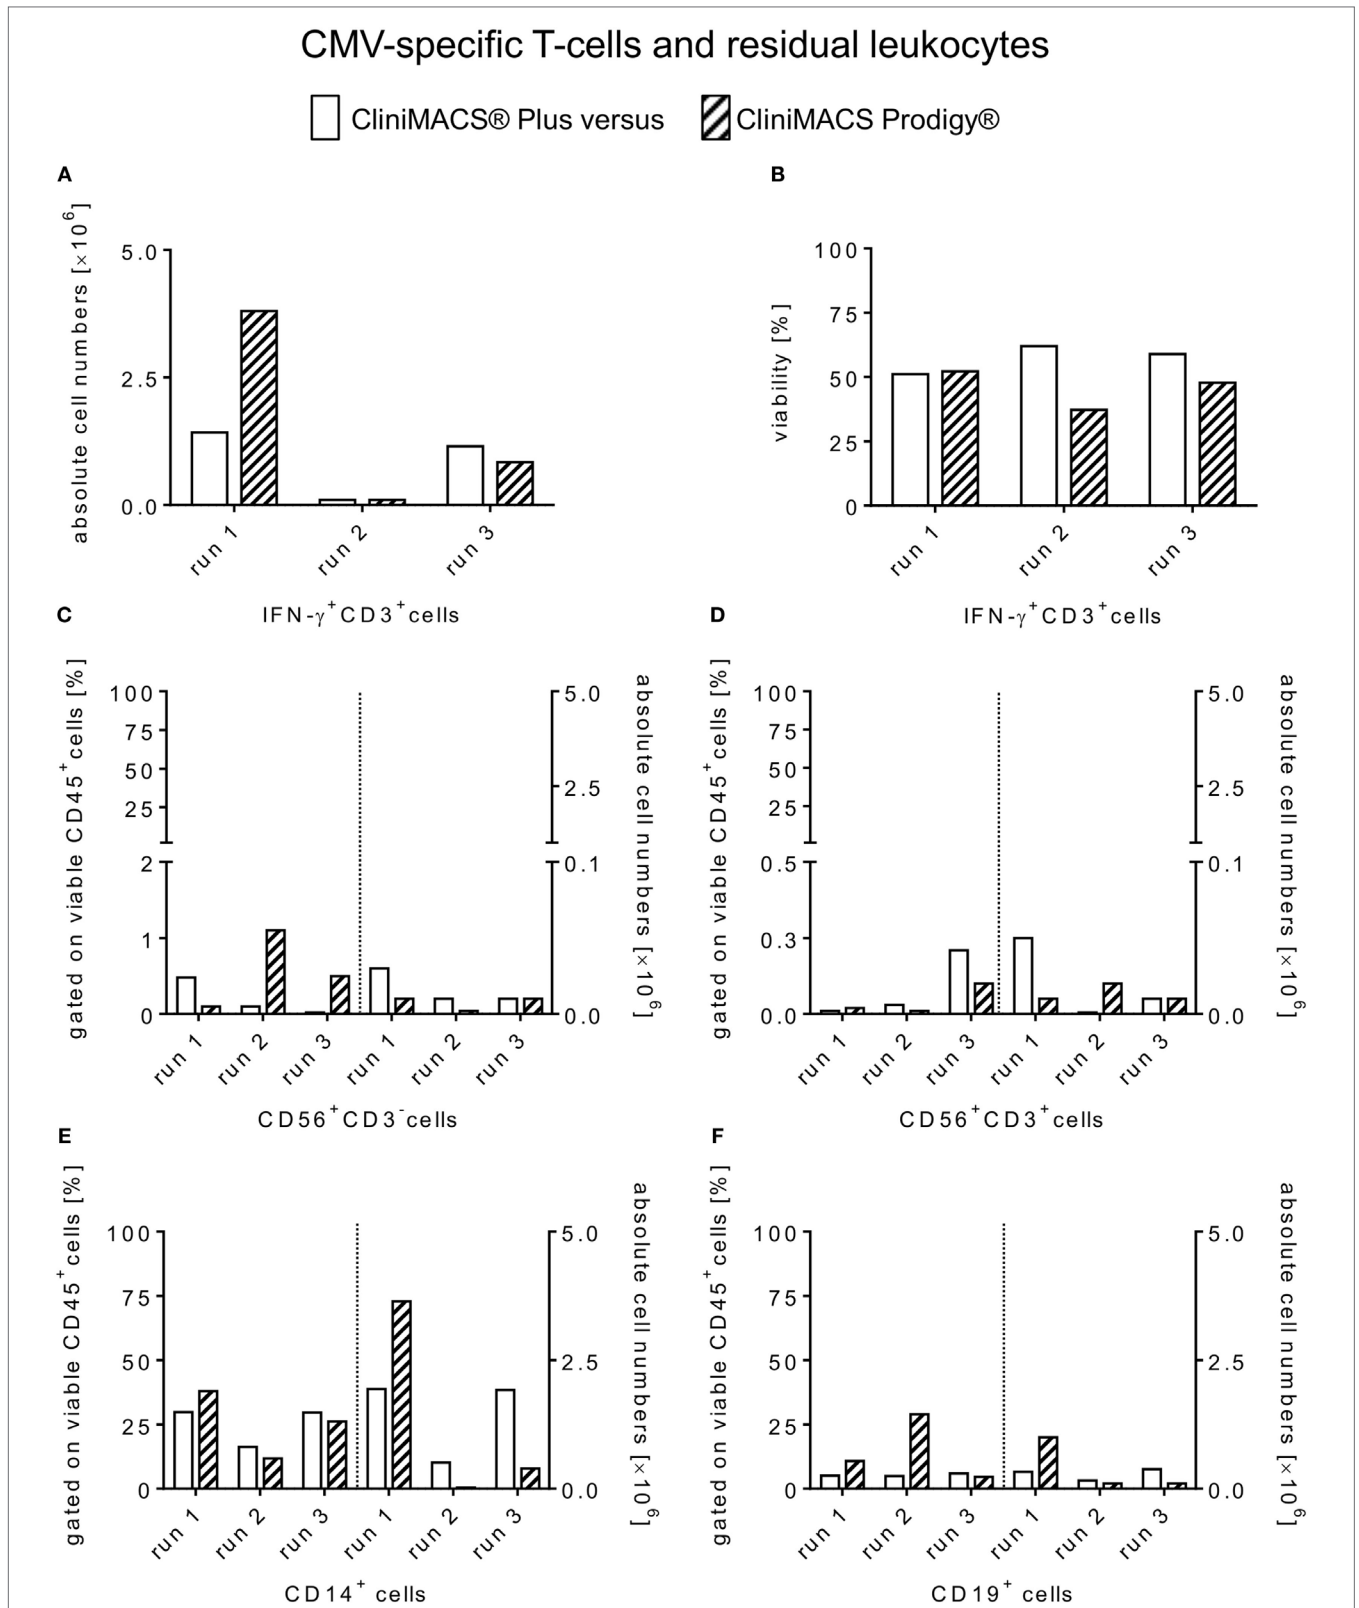 CMV-specific T-cells and residual leukocytes
CliniMACS® Plus versus CliniMACS Prodigy®
A
absolute cell numbers [×10⁶]
5.0
2.5
0.0
run 1
run 2
run 3
IFN-γ⁺CD3⁺cells
B
viability [%]
100
75
50
25
0
run 1
run 2
run 3
IFN-γ⁺CD3⁺cells
C
gated on viable CD45⁺cells [%]
100
75
50
25
2
1
0
run 1
run 2
run 3
run 1
run 2
run 3
5.0
2.5
0.1
0.0
absolute cell numbers [×10⁶]
CD56⁺CD3⁻cells
D
gated on viable CD45⁺cells [%]
100
75
50
25
0.5
0.3
0.0
run 1
run 2
run 3
run 1
run 2
run 3
5.0
2.5
0.1
0.0
absolute cell numbers [×10⁶]
CD56⁺CD3⁺cells
E
gated on viable CD45⁺cells [%]
100
75
50
25
0
run 1
run 2
run 3
run 1
run 2
run 3
5.0
2.5
0.0
absolute cell numbers [×10⁶]
CD14⁺ cells
F
gated on viable CD45⁺cells [%]
100
75
50
25
0
run 1
run 2
run 3
run 1
run 2
run 3
5.0
2.5
0.0
absolute cell numbers [×10⁶]
CD19⁺ cells